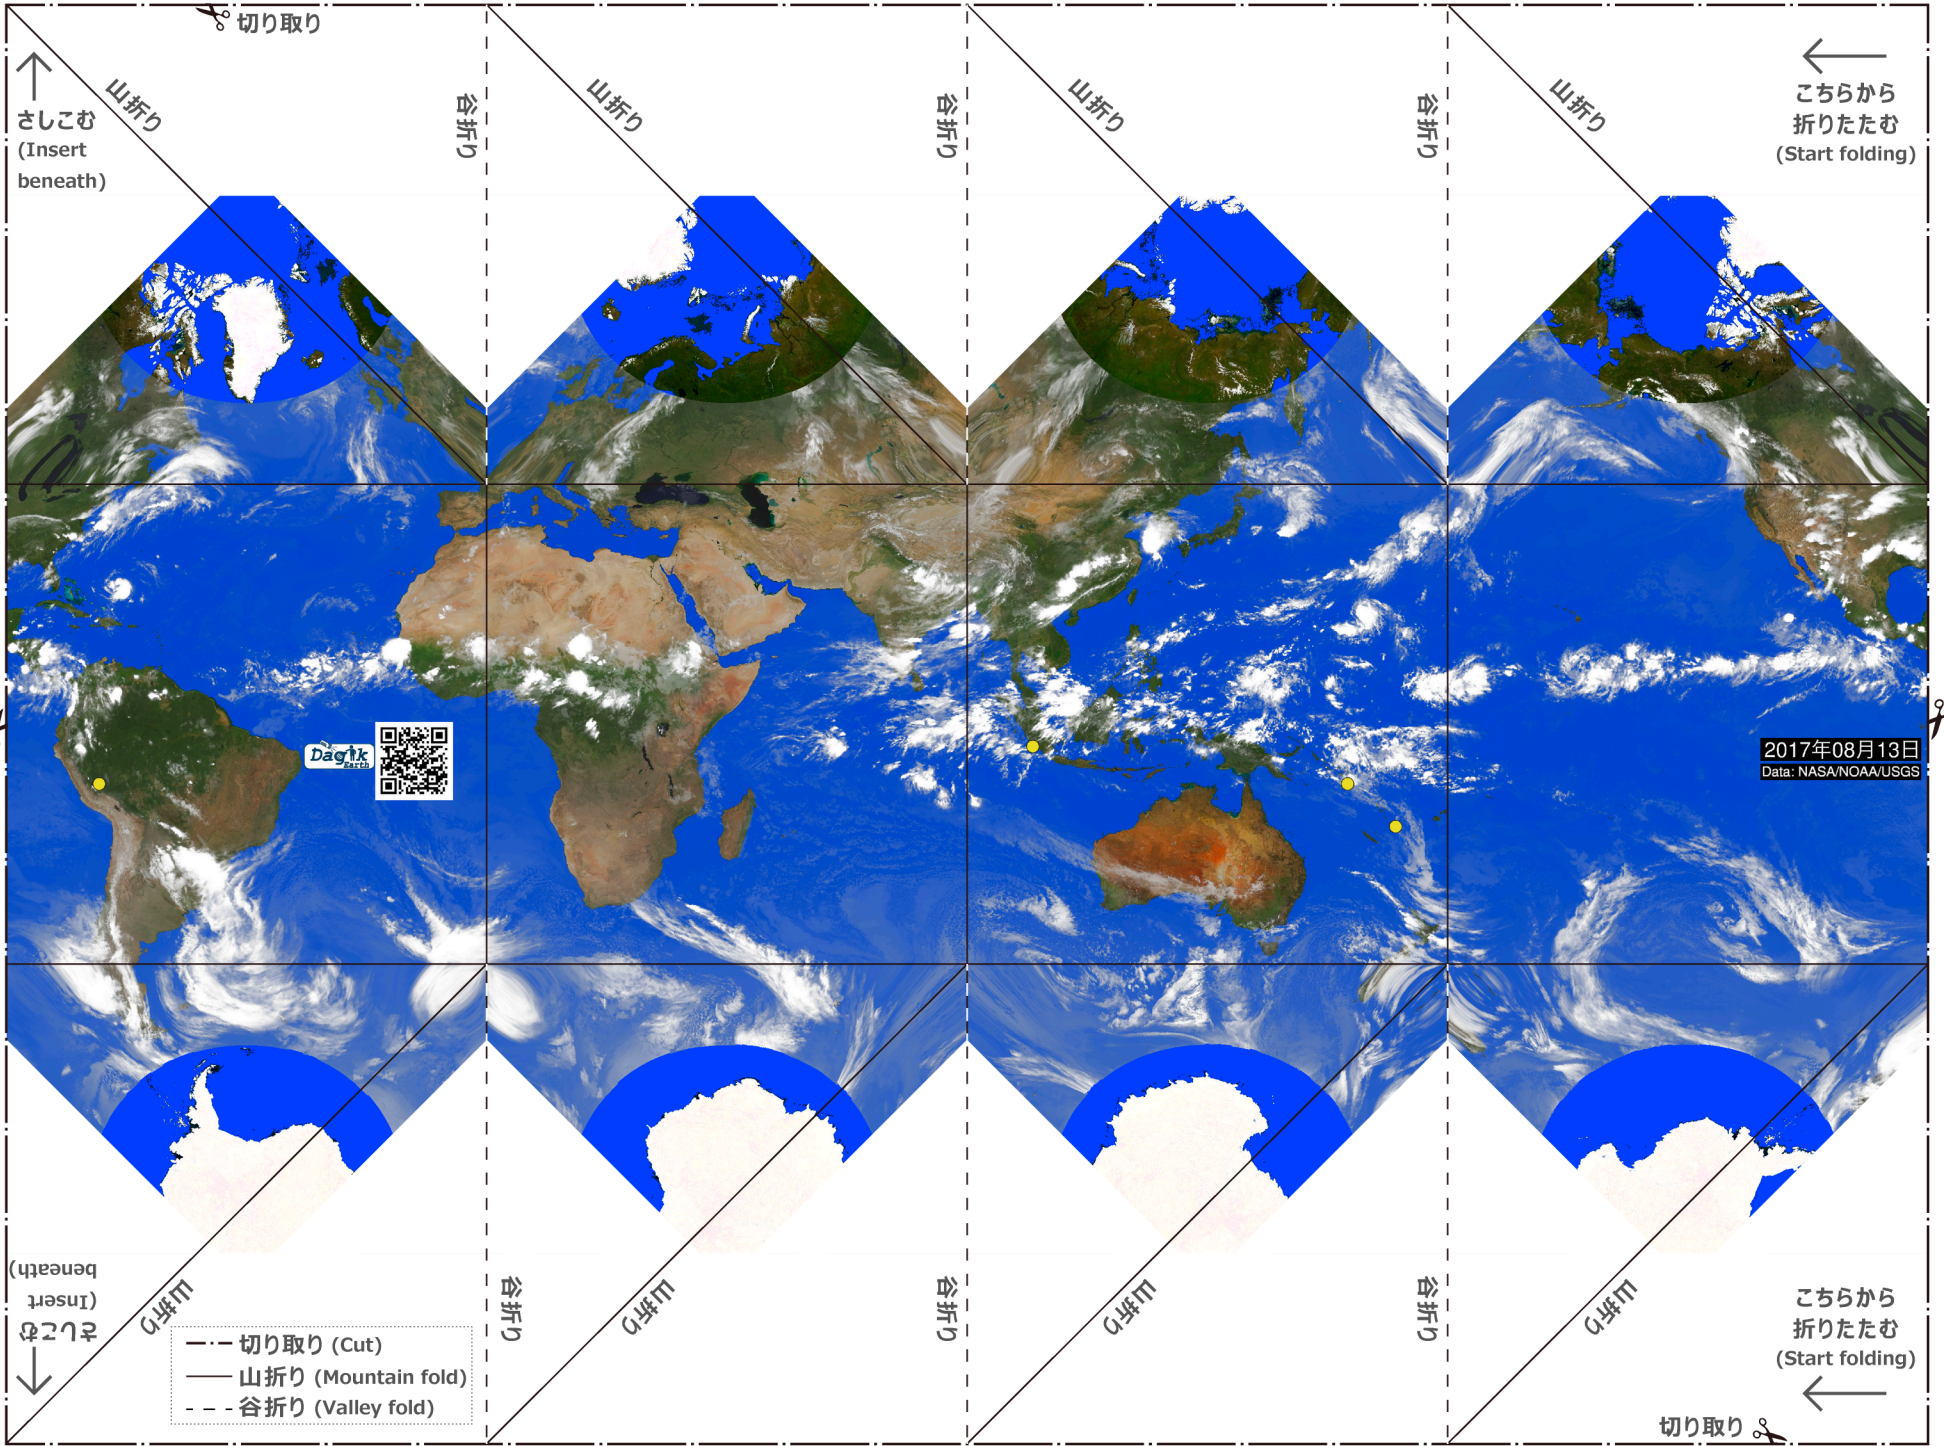 切り取り
山折り
谷折り
山折り
谷折り
山折り
谷折り
山折り
さしこむ
(Insert
beneath)
こちらから
折りたたむ
(Start folding)
Dagik
Earth
2017年08月13日
Data: NASA/NOAA/USGS
さしこむ
(Insert
beneath)
山折り
谷折り
山折り
谷折り
山折り
谷折り
山折り
こちらから
折りたたむ
(Start folding)
切り取り (Cut)
山折り (Mountain fold)
谷折り (Valley fold)
切り取り